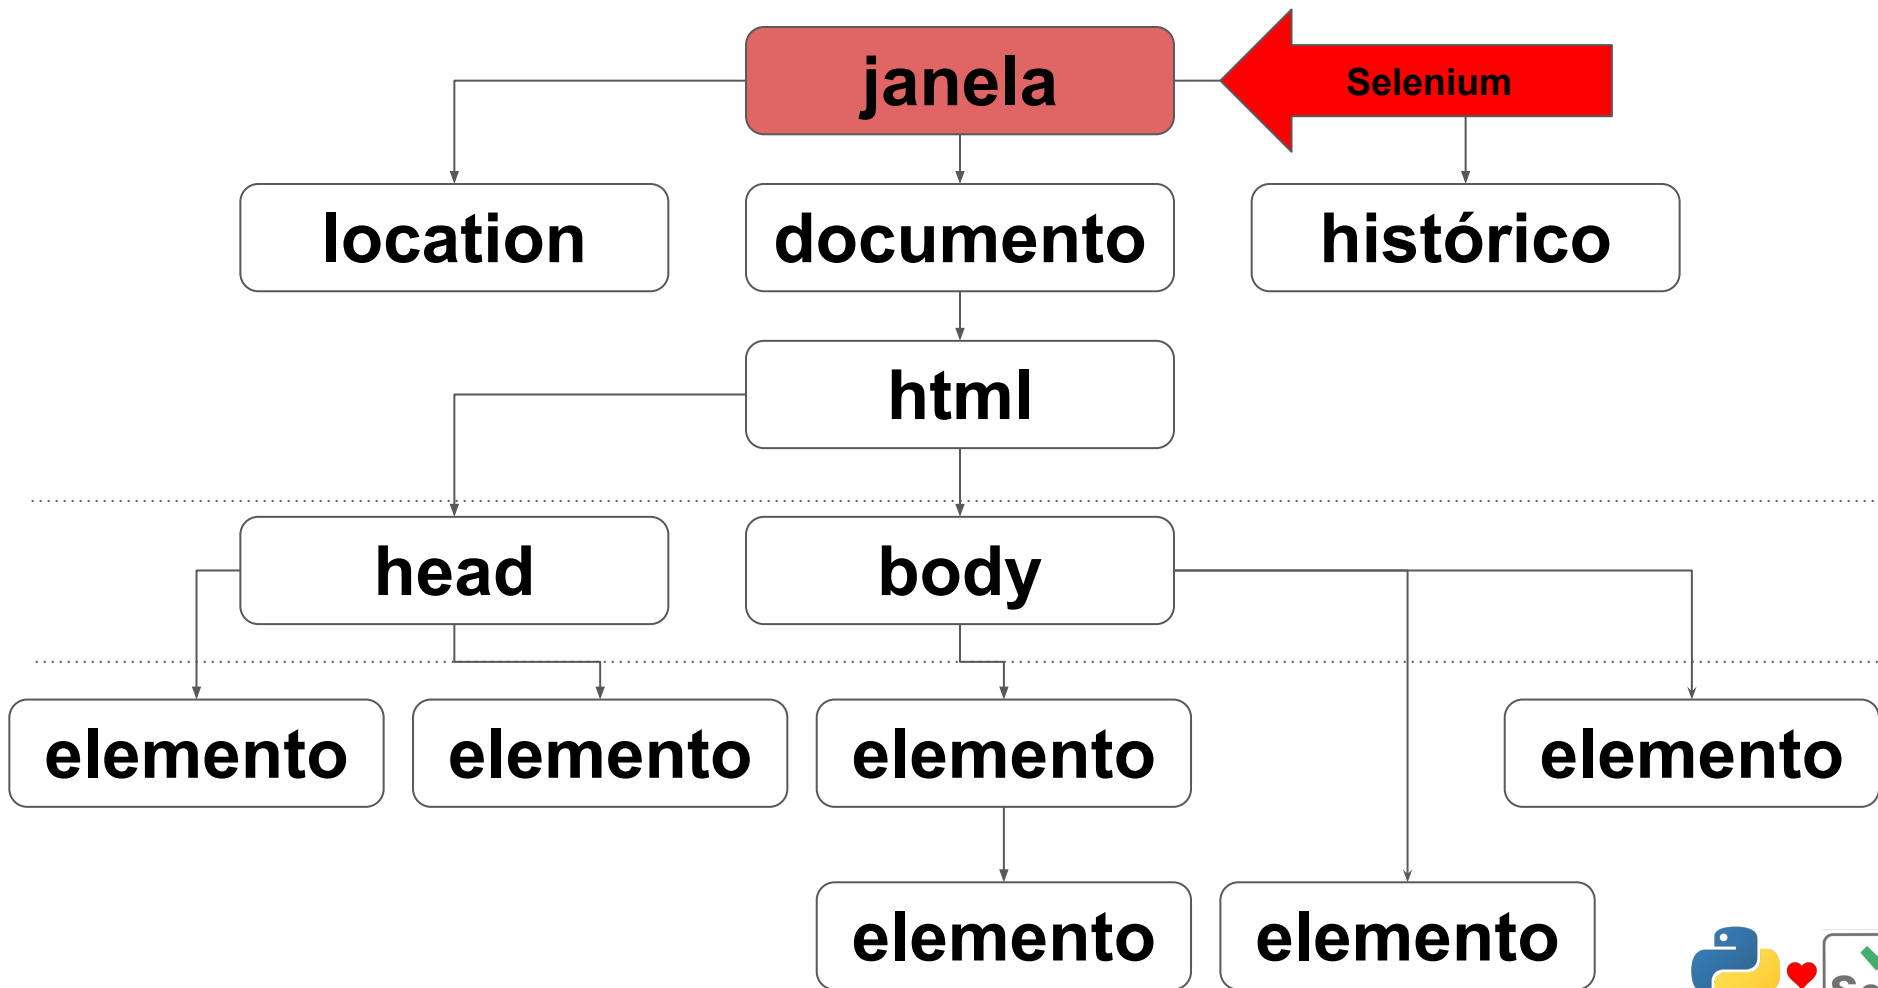 janela
Selenium
location
documento
histórico
html
head
body
elemento
elemento
elemento
elemento
elemento
elemento